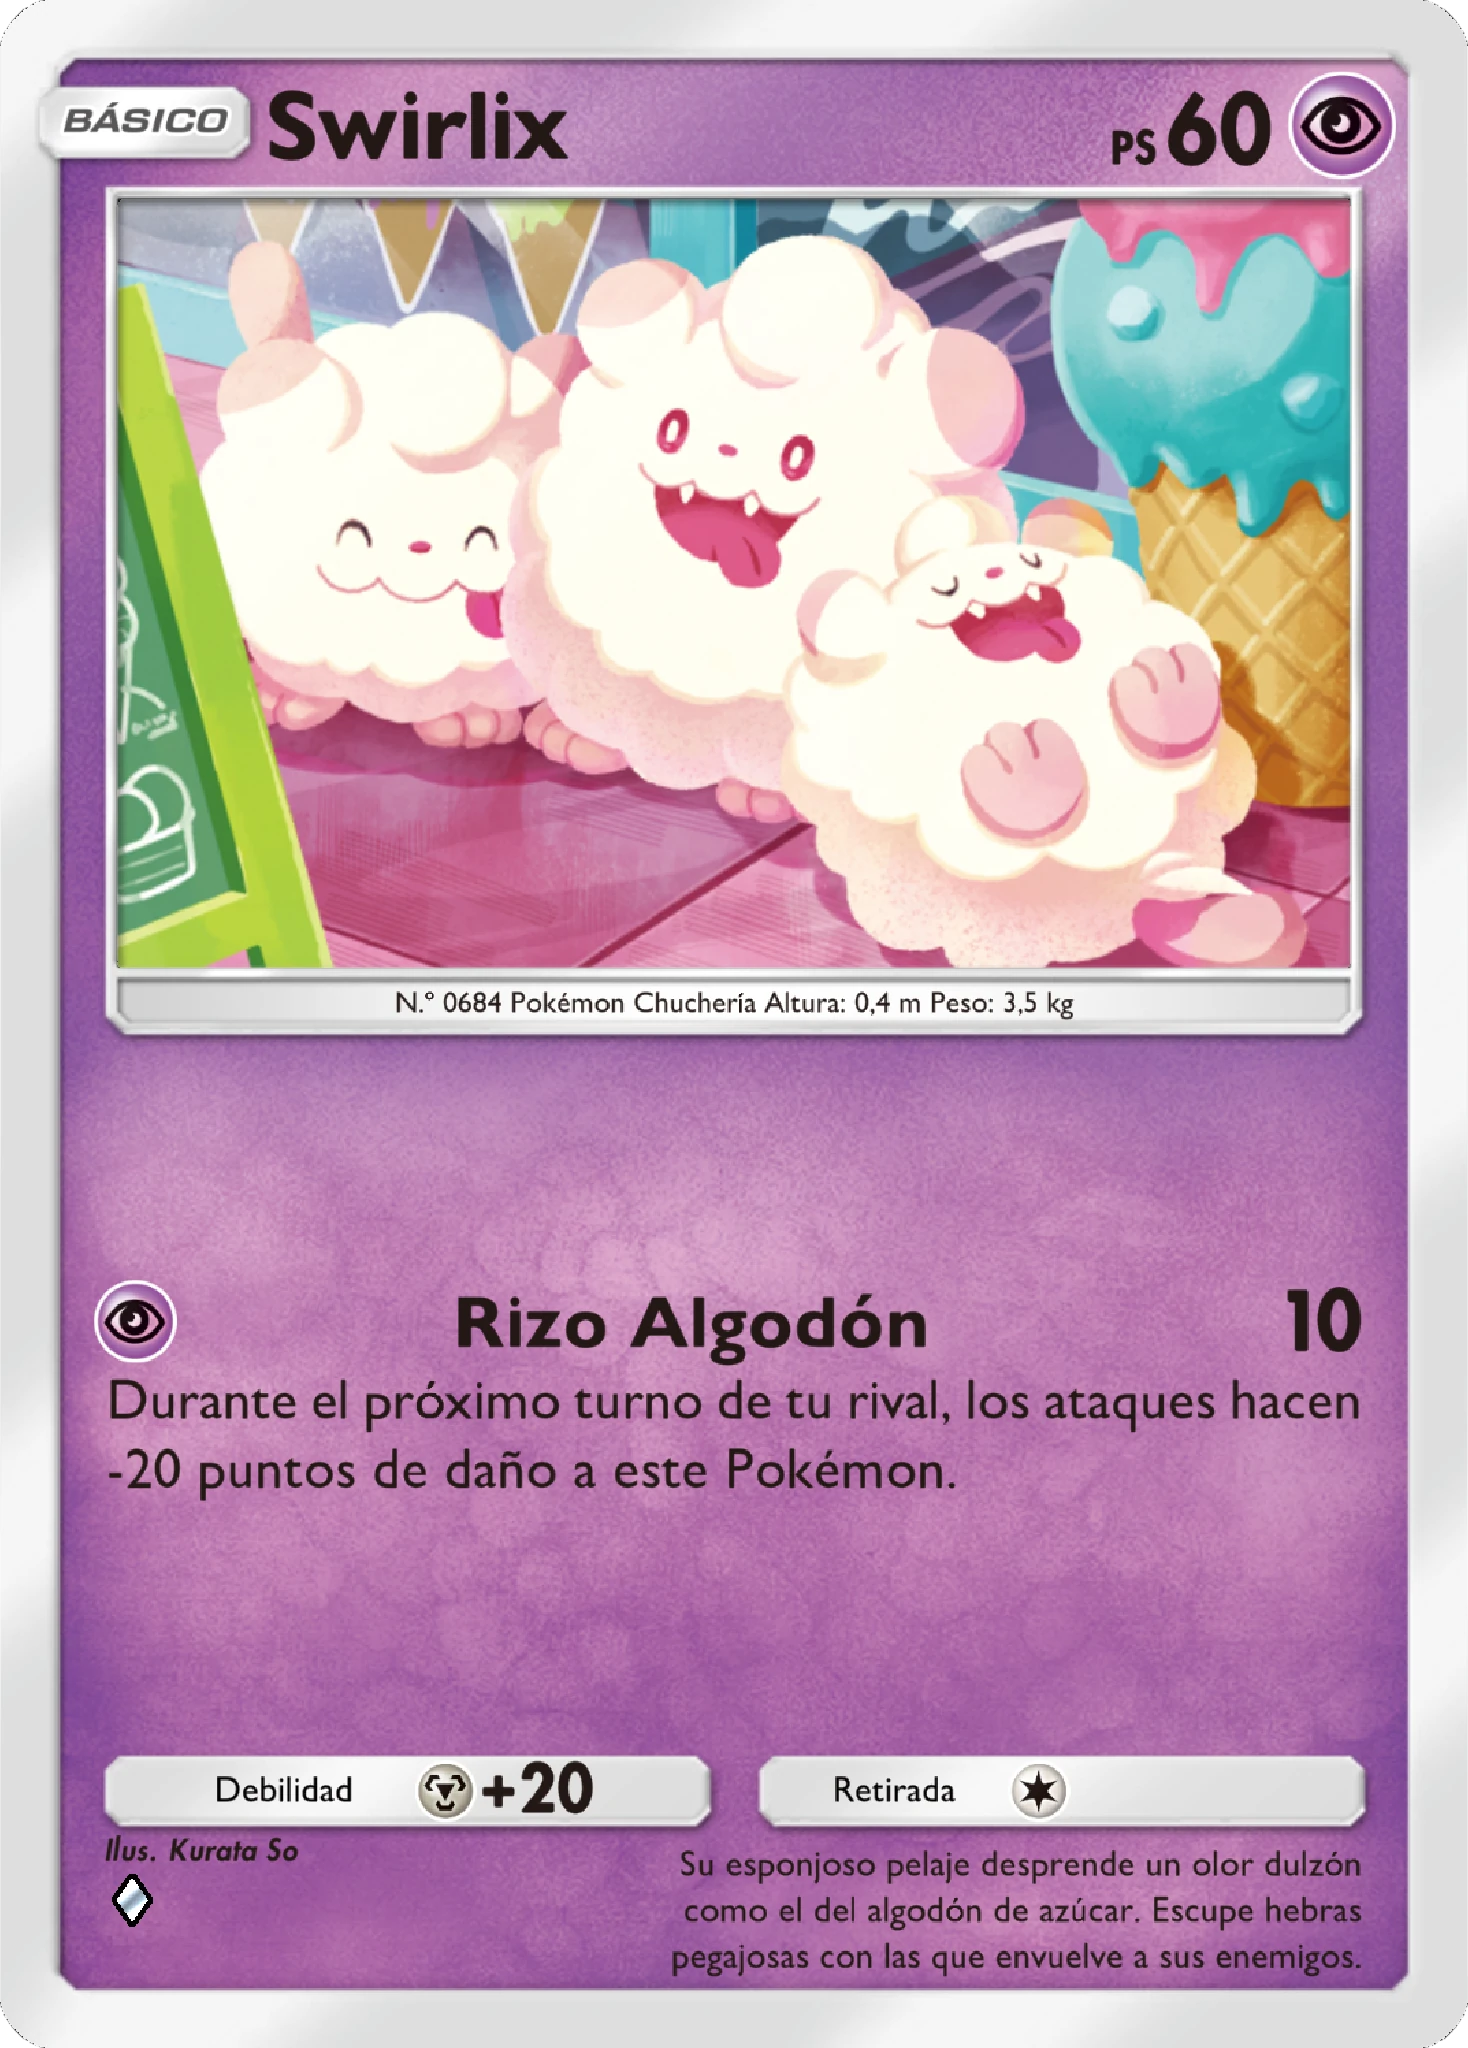 BÁSICO
Swirlix
PS 60
N.º 0684 Pokémon Chuchería Altura: 0,4 m Peso: 3,5 kg
Rizo Algodón 10
Durante el próximo turno de tu rival, los ataques hacen
-20 puntos de daño a este Pokémon.
Debilidad +20
Retirada
Ilus. Kurata So
Su esponjoso pelaje desprende un olor dulzón
como el del algodón de azúcar. Escupe hebras
pegajosas con las que envuelve a sus enemigos.